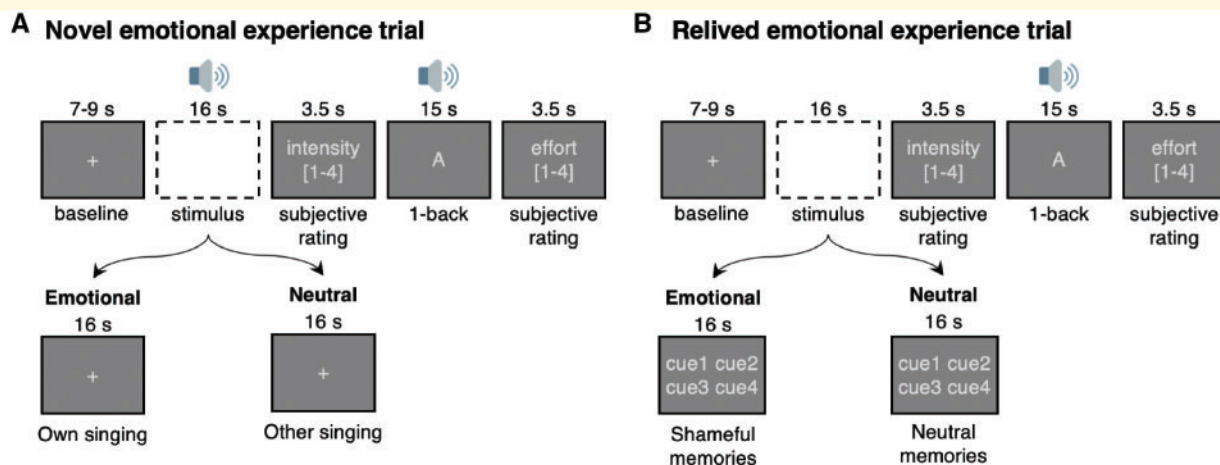 A Novel emotional experience trial
7-9 s
16 s
3.5 s
15 s
3.5 s
+
intensity
[1-4]
A
effort
[1-4]
baseline
stimulus
subjective
rating
1-back
subjective
rating
Emotional
16 s
+
Own singing
Neutral
16 s
+
Other singing
B Relived emotional experience trial
7-9 s
16 s
3.5 s
15 s
3.5 s
+
intensity
[1-4]
A
effort
[1-4]
baseline
stimulus
subjective
rating
1-back
subjective
rating
Emotional
16 s
cue1 cue2
cue3 cue4
Shameful
memories
Neutral
16 s
cue1 cue2
cue3 cue4
Neutral
memories